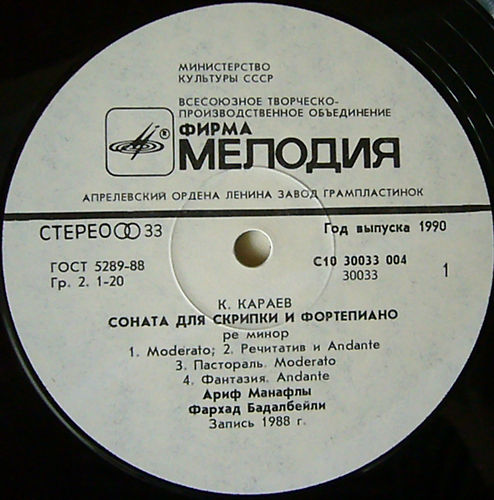 МИНИСТЕРСТВО
КУЛЬТУРЫ СССР
ВСЕСОЮЗНОЕ ТВОРЧЕСКО-
ПРОИЗВОДСТВЕННОЕ ОБЪЕДИНЕНИЕ
ФИРМА
®
МЕЛОДИЯ
АПРЕЛЕВСКИЙ ОРДЕНА ЛЕНИНА ЗАВОД ГРАМПЛАСТИНОК
СТЕРЕО 33
Год выпуска 1990
ГОСТ 5289-88
Гр. 2. 1-20
С10 30033 004
30033
1
К. КАРАЕВ
СОНАТА ДЛЯ СКРИПКИ И ФОРТЕПИАНО
ре минор
1. Moderato; 2. Речитатив и Andante
3. Пастораль. Moderato
4. Фантазия. Andante
Ариф Манафлы
Фархад Бадалбейли
Запись 1988 г.